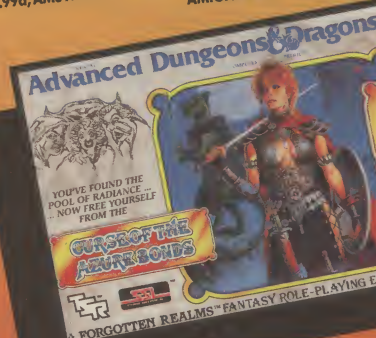 Advanced Dungeons & Dragons
YOU'VE FOUND THE
POOL OF RADIANCE ...
... NOW FREE YOURSELF
FROM THE
CURSE OF THE
AZURE BONDS
TSR
SSI
A FORGOTTEN REALMS™ FANTASY ROLE-PLAYING